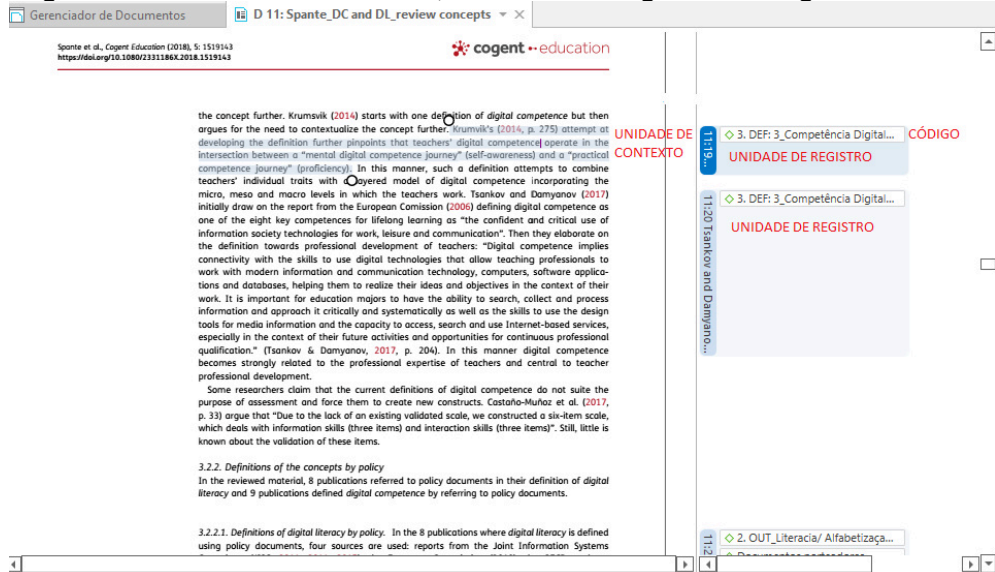 Gerenciador de Documentos
D 11: Spante_DC and DL_review concepts
Spante et al., Cogent Education (2018), 5: 1519143
https://doi.org/10.1080/2331186X.2018.1519143
cogent education
the concept further. Krumsvik (2014) starts with one definition of digital competence but then
argues for the need to contextualize the concept further. Krumsvik's (2014, p. 275) attempt at
developing the definition further pinpoints that teachers' digital competence operate in the
intersection between a "mental digital competence journey" (self-awareness) and a "practical
competence journey" (proficiency). In this manner, such a definition attempts to combine
teachers' individual traits with a layered model of digital competence incorporating the
micro, meso and macro levels in which the teachers work. Tsankov and Damyanov (2017)
initially draw on the report from the European Comission (2006) defining digital competence as
one of the eight key competences for lifelong learning as "the confident and critical use of
information society technologies for work, leisure and communication". Then they elaborate on
the definition towards professional development of teachers: "Digital competence implies
connectivity with the skills to use digital technologies that allow teaching professionals to
work with modern information and communication technology, computers, software applica-
tions and databases, helping them to realize their ideas and objectives in the context of their
work. It is important for education majors to have the ability to search, collect and process
information and approach it critically and systematically as well as the skills to use the design
tools for media information and the capacity to access, search and use Internet-based services,
especially in the context of their future activities and opportunities for continuous professional
qualification." (Tsankov & Damyanov, 2017, p. 204). In this manner digital competence
becomes strongly related to the professional expertise of teachers and central to teacher
professional development.
Some researchers claim that the current definitions of digital competence do not suite the
purpose of assessment and force them to create new constructs. Castaño-Muñoz et al. (2017,
p. 33) argue that "Due to the lack of an existing validated scale, we constructed a six-item scale,
which deals with information skills (three items) and interaction skills (three items)". Still, little is
known about the validation of these items.
3.2.2. Definitions of the concepts by policy
In the reviewed material, 8 publications referred to policy documents in their definition of digital
literacy and 9 publications defined digital competence by referring to policy documents.
3.2.2.1. Definitions of digital literacy by policy. In the 8 publications where digital literacy is defined
using policy documents, four sources are used: reports from the Joint Information Systems
UNIDADE DE
CONTEXTO
11:19...
3. DEF: 3_Competência Digital...
CÓDIGO
UNIDADE DE REGISTRO
11:20 Tsankov and Damyano...
3. DEF: 3_Competência Digital...
UNIDADE DE REGISTRO
11:2
2. OUT_Literacia/ Alfabetizaça...